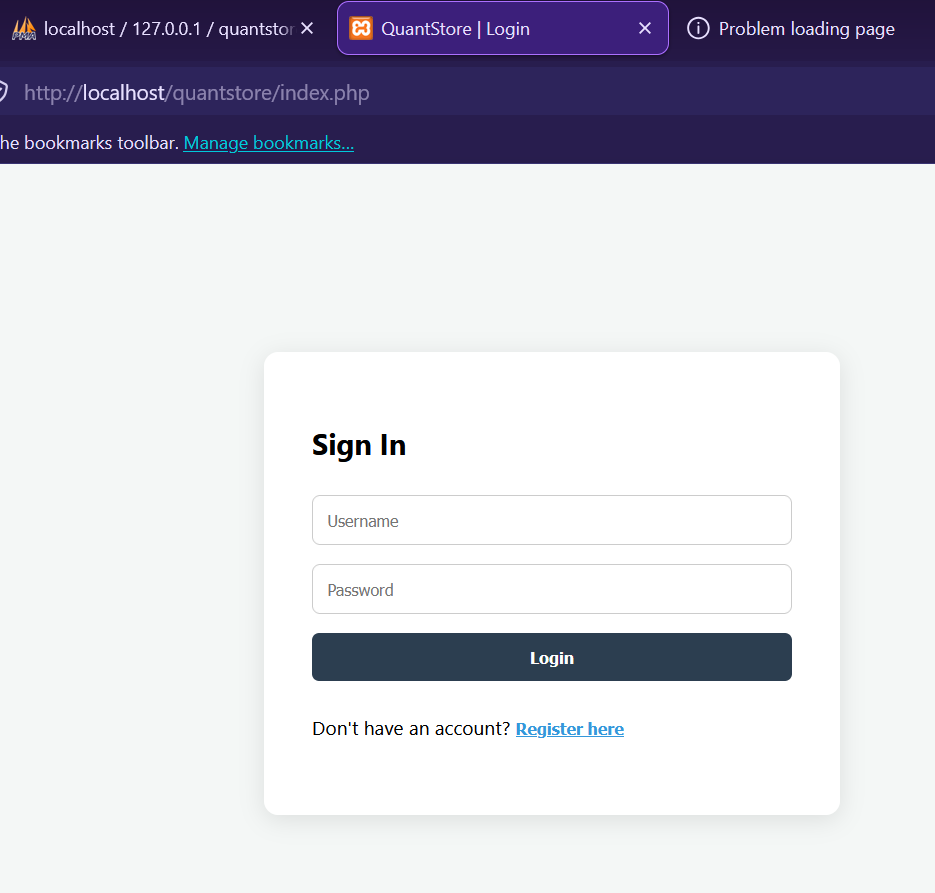 localhost / 127.0.0.1 / quantstor
QuantStore | Login
Problem loading page
http://localhost/quantstore/index.php
he bookmarks toolbar. Manage bookmarks...
Sign In
Username
Password
Login
Don't have an account? Register here